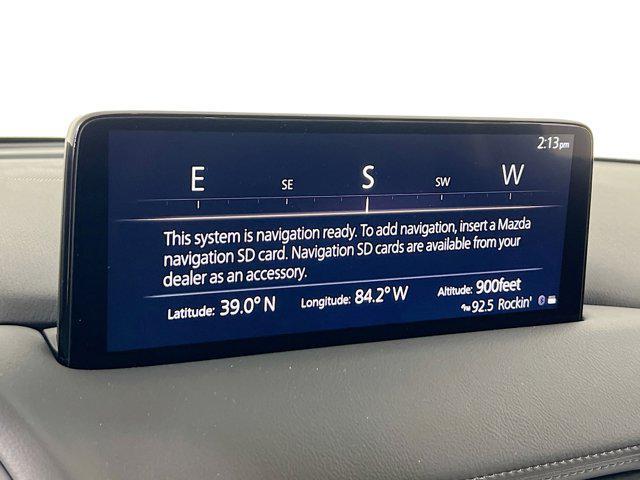 2:13pm
E SE S SW W
This system is navigation ready. To add navigation, insert a Mazda
navigation SD card. Navigation SD cards are available from your
dealer as an accessory.
Latitude: 39.0° N Longitude: 84.2° W Altitude: 900feet
92.5 Rockin'